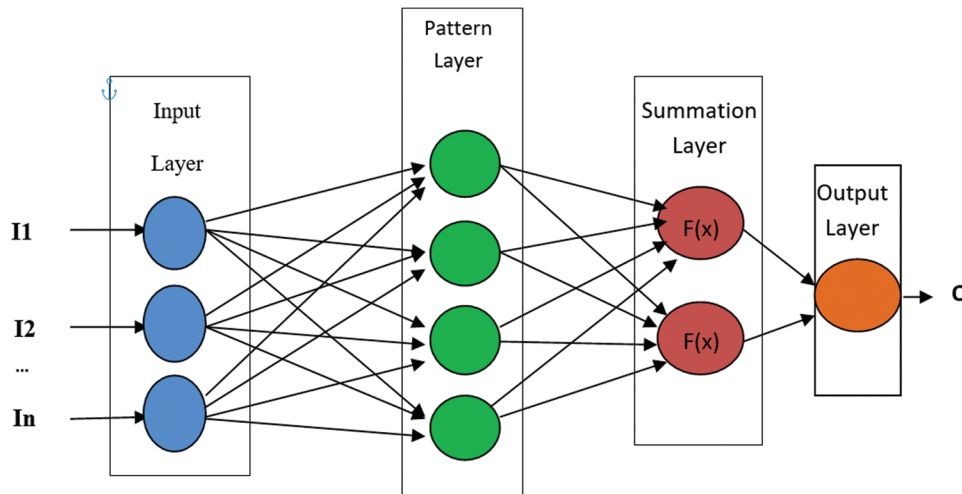 Pattern
Layer
Input
Layer
Summation
Layer
Output
Layer
I1
I2
...
In
F(x)
F(x)